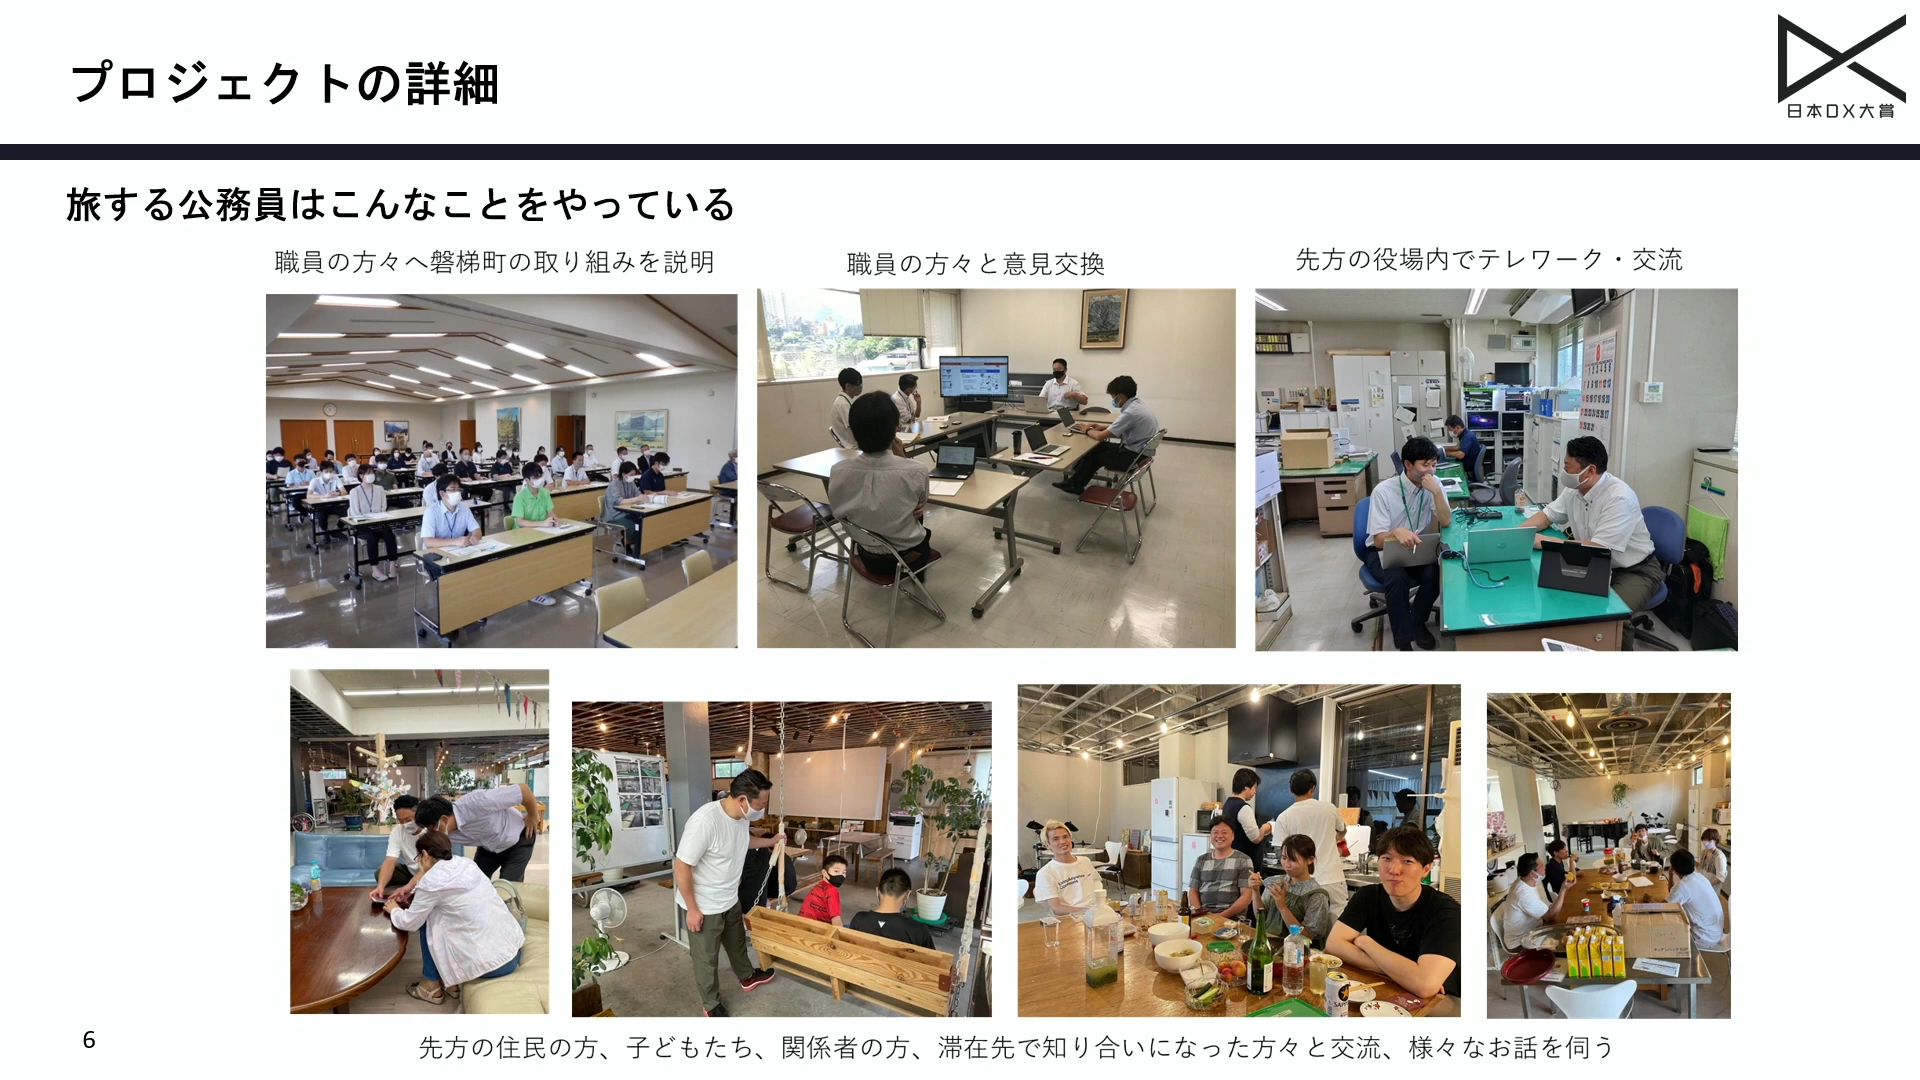 プロジェクトの詳細
日本DX大賞
旅する公務員はこんなことをやっている
職員の方々へ磐梯町の取り組みを説明
職員の方々と意見交換
先方の役場内でテレワーク・交流
先方の住民の方、子どもたち、関係者の方、滞在先で知り合いになった方々と交流、様々なお話を伺う
6